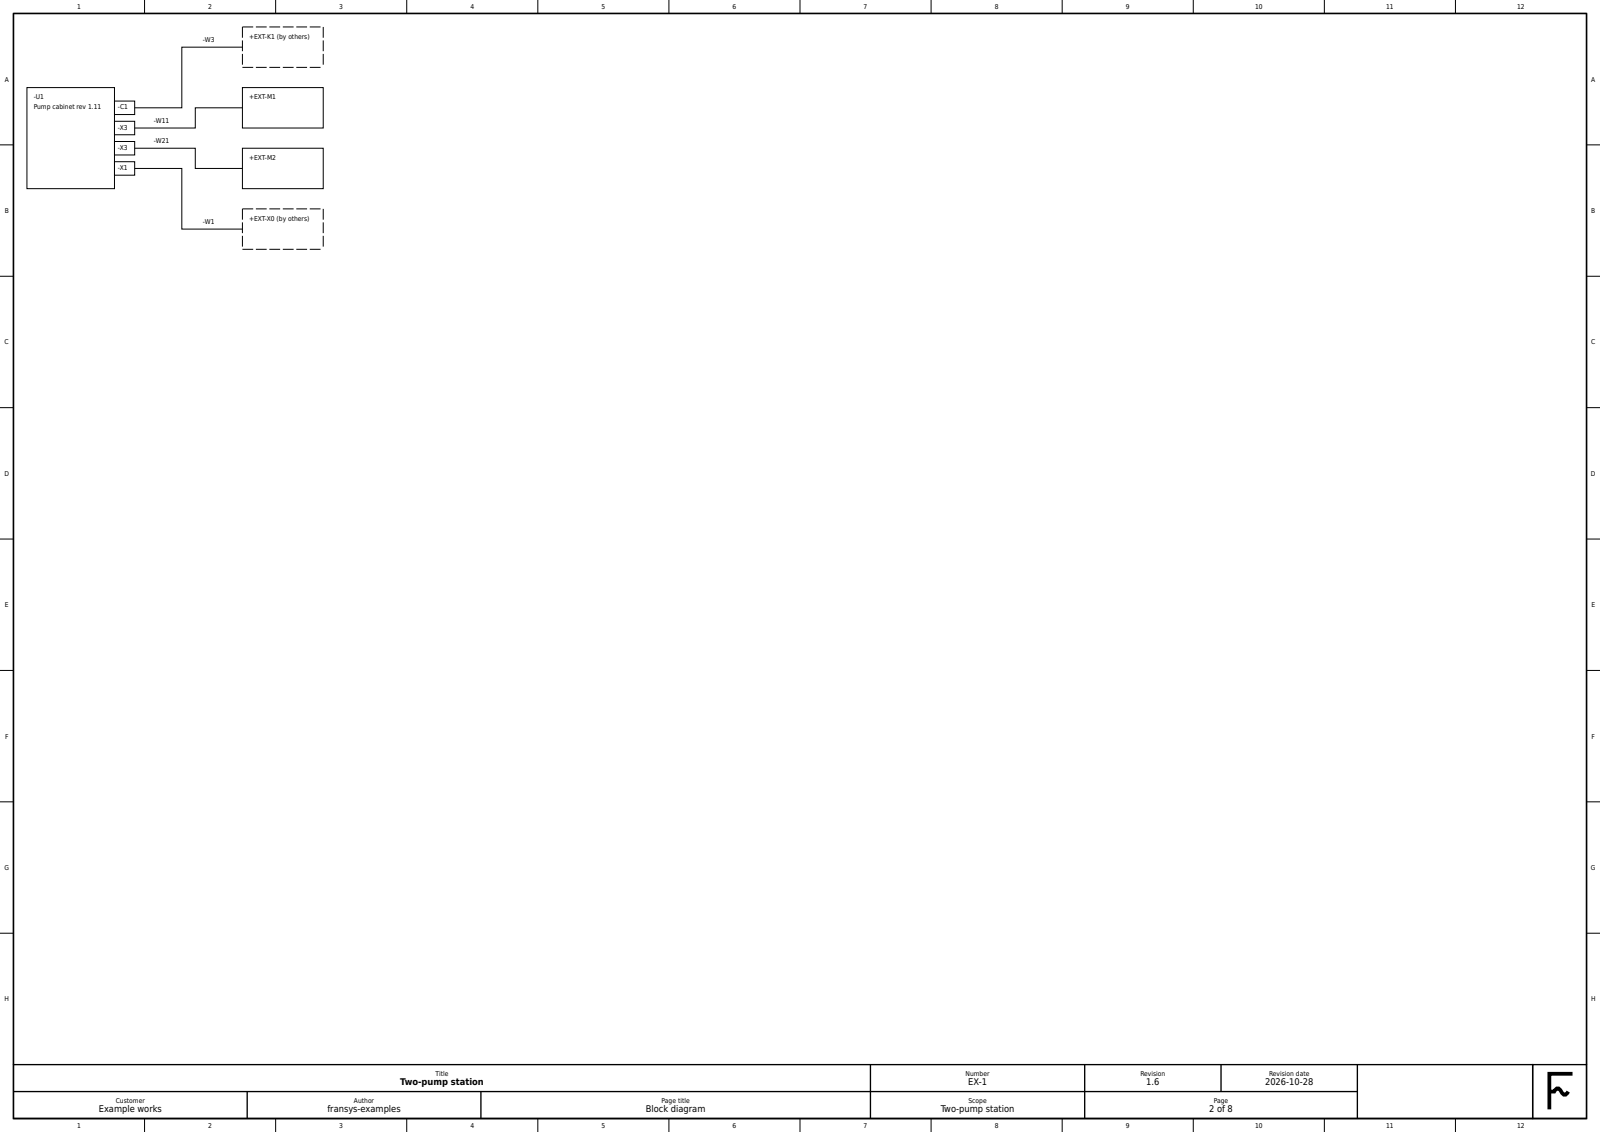 1 2 3 4 5 6 7 8 9 10 11 12
-W3
+EXT-K1 (by others)
A A
-U1
Pump cabinet rev 1.11
-C1
+EXT-M1
-W11
-X3
-W21
-X3
+EXT-M2
-X1
B B
-W1
+EXT-X0 (by others)
C C
D D
E E
F F
G G
H H
Title
Two-pump station
Number
EX-1
Revision
1.6
Revision date
2026-10-28
Customer
Example works
Author
fransys-examples
Page title
Block diagram
Scope
Two-pump station
Page
2 of 8
1 2 3 4 5 6 7 8 9 10 11 12